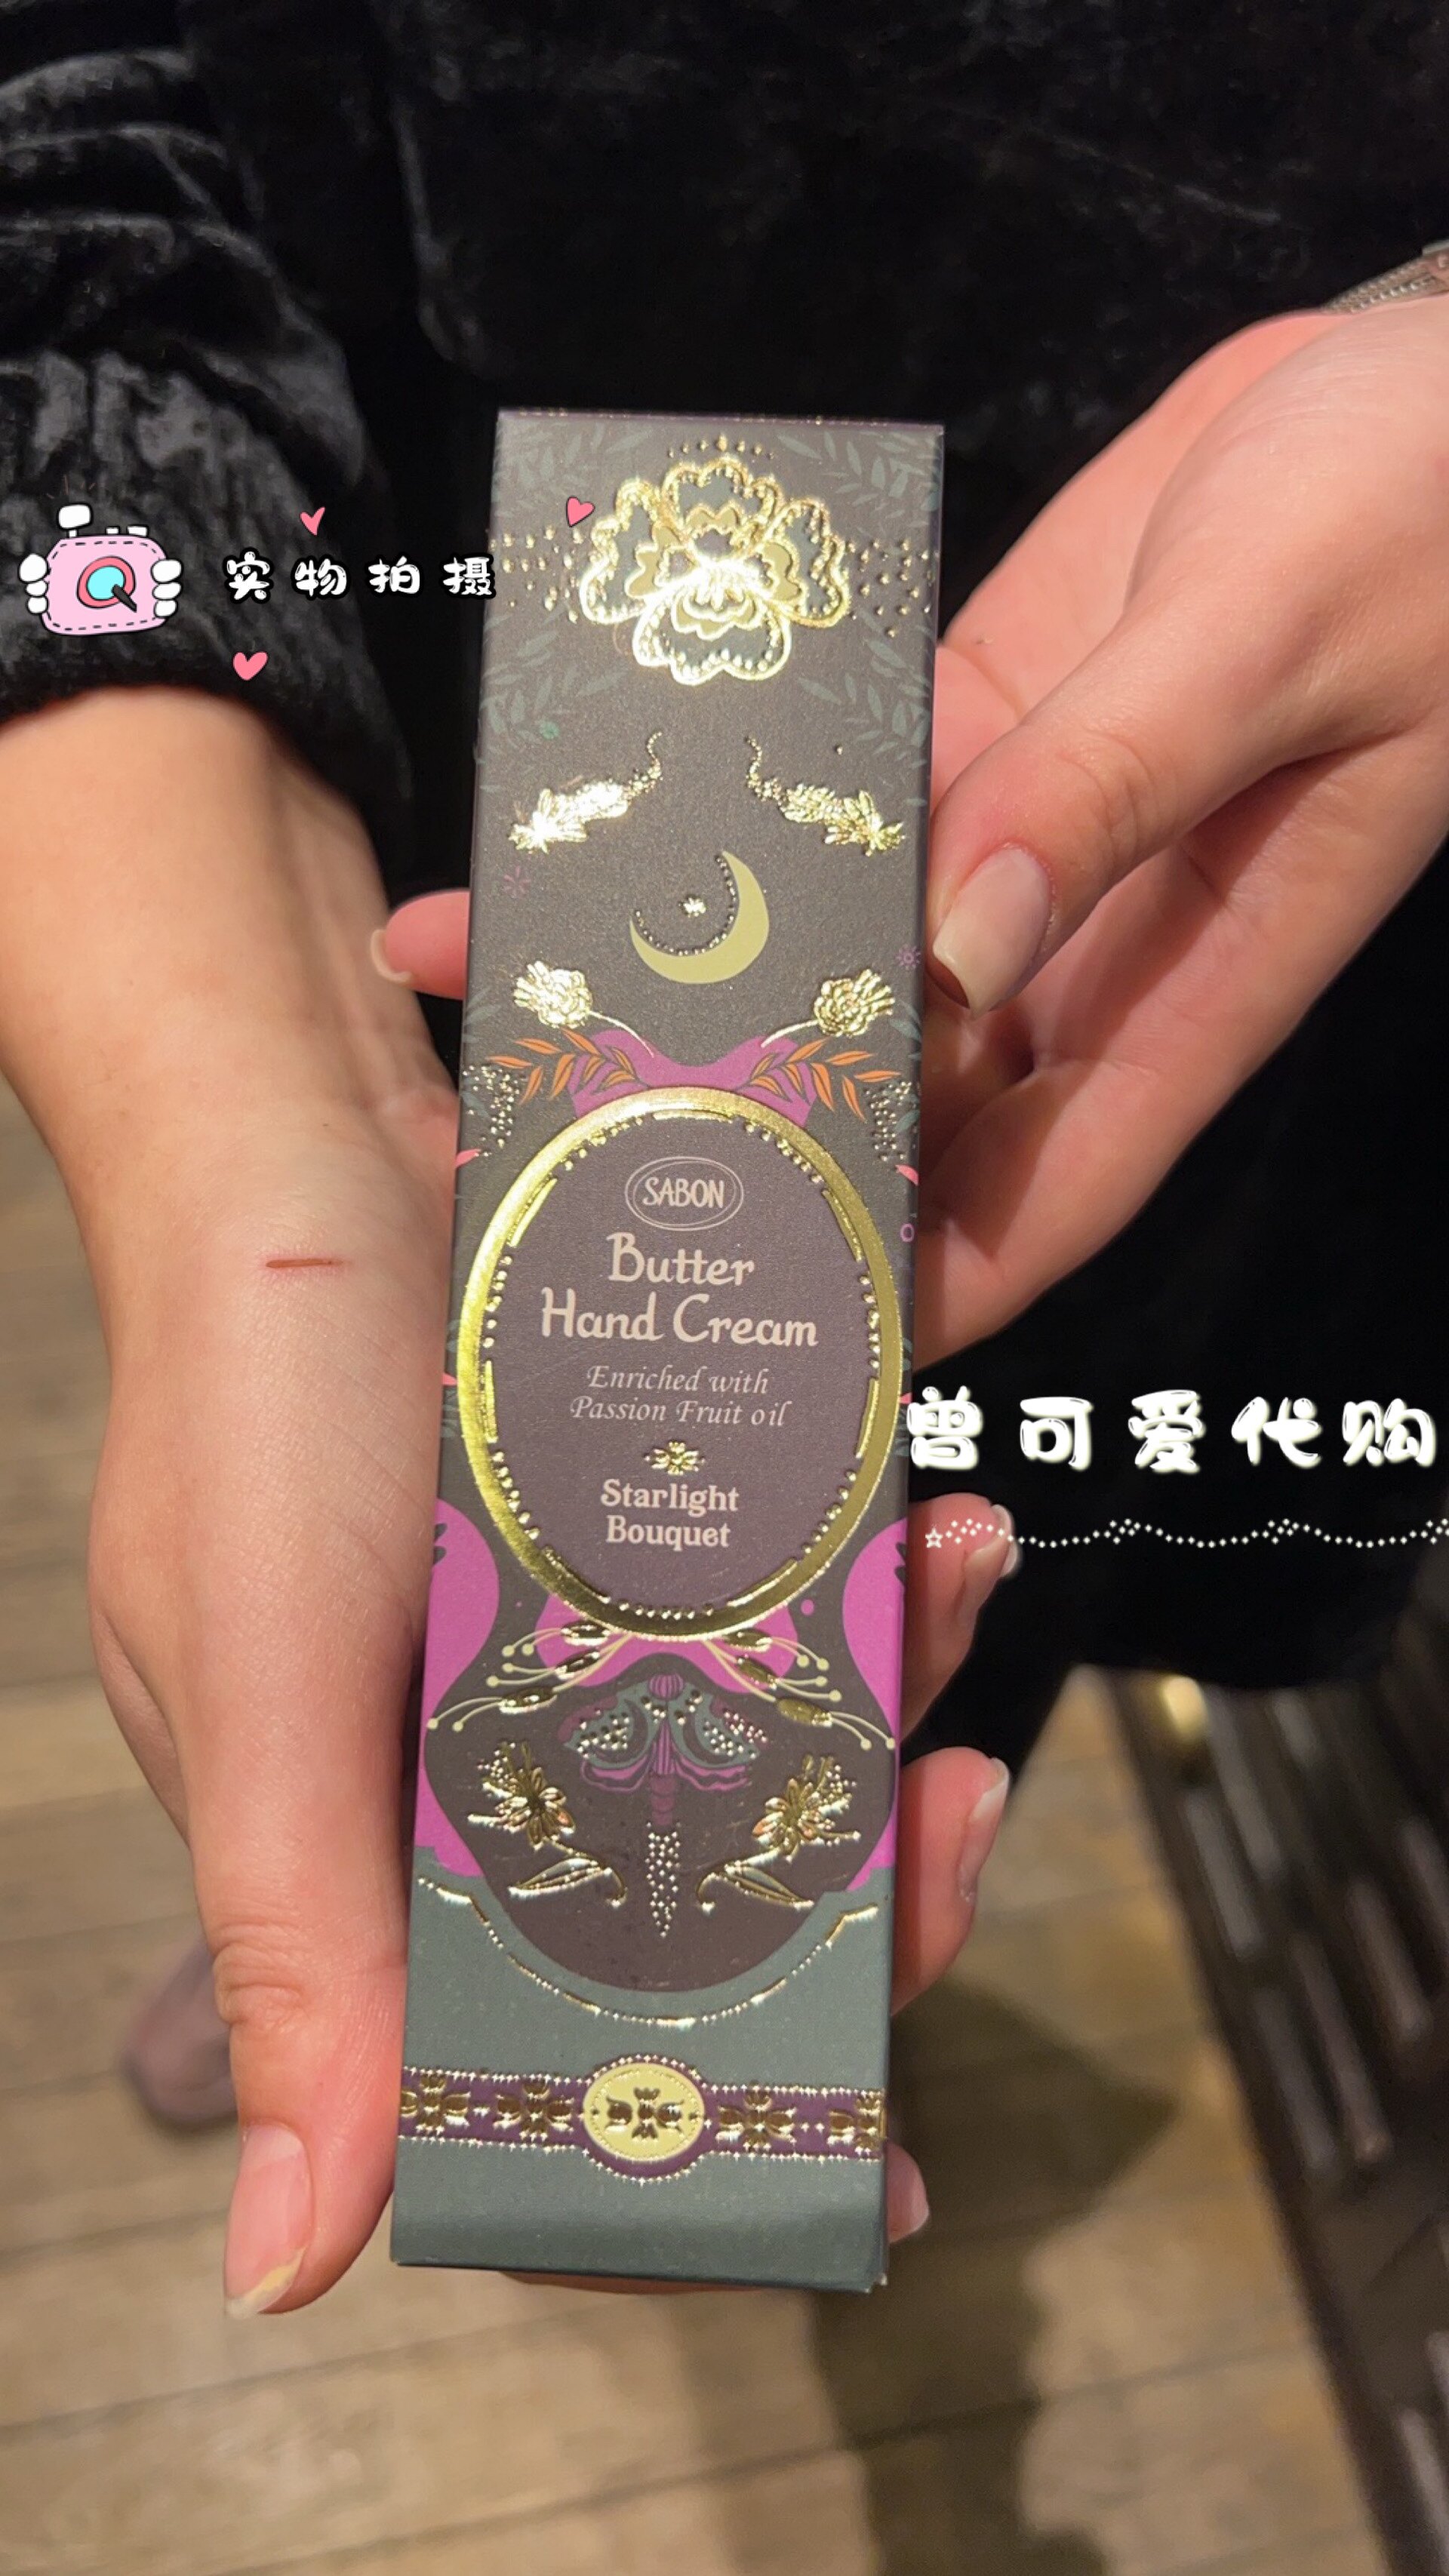 实物拍摄
SABON
Butter
Hand Cream
Enriched with
Passion Fruit oil
Starlight
Bouquet
曾可爱代购